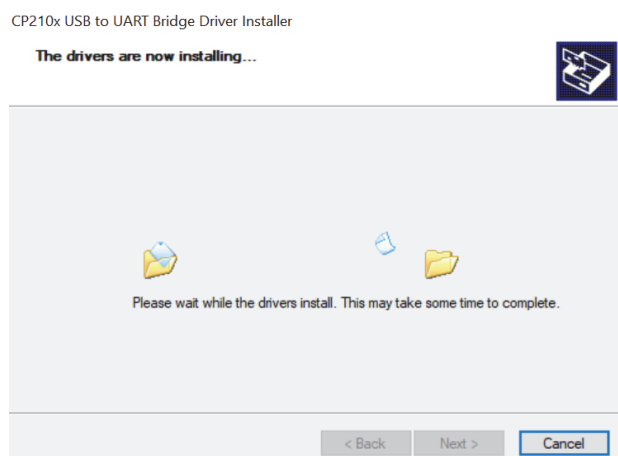 CP210x USB to UART Bridge Driver Installer
The drivers are now installing...
Please wait while the drivers install. This may take some time to complete.
< Back Next > Cancel